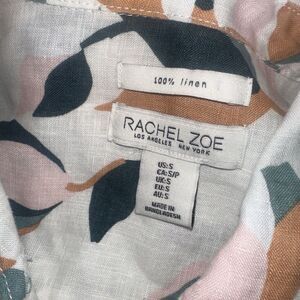 100% linen
RACHEL ZOE
LOS ANGELES NEW YORK
US:S
CA:S/P
UK:S
EU:S
AU:S
MADE IN
BANGLADESH